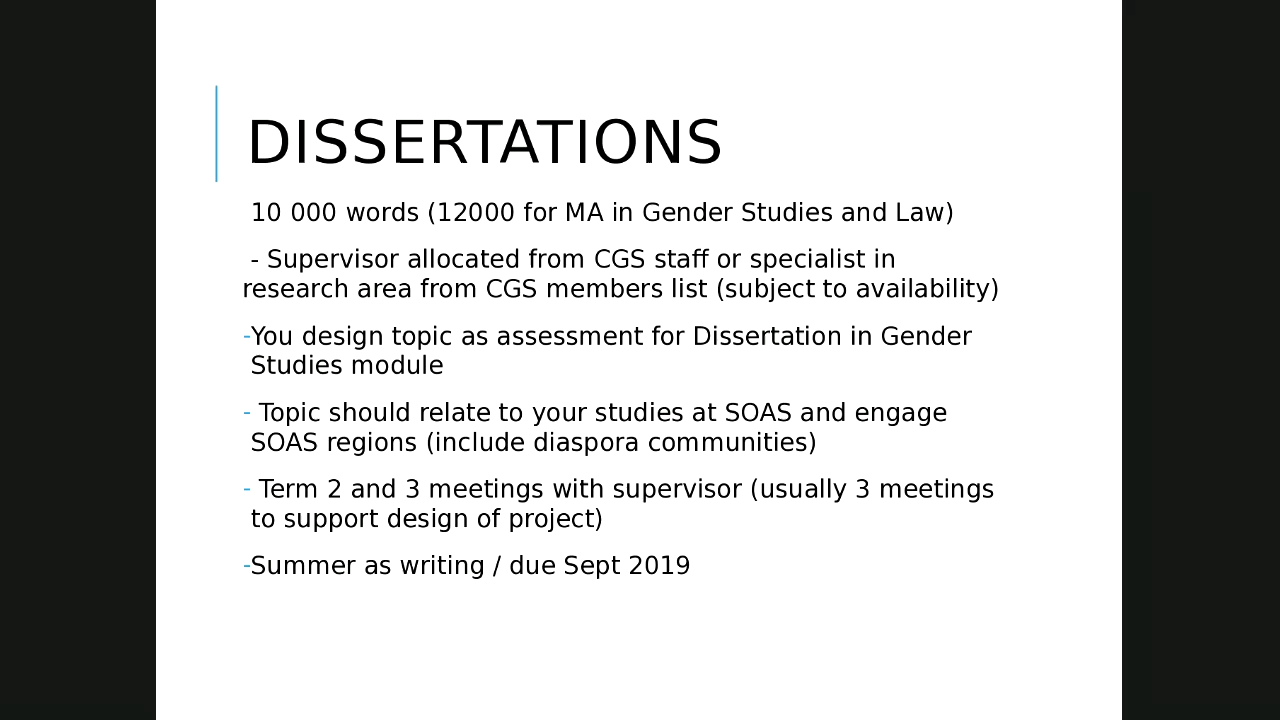 DISSERTATIONS
10 000 words (12000 for MA in Gender Studies and Law)
- Supervisor allocated from CGS staff or specialist in
research area from CGS members list (subject to availability)
-You design topic as assessment for Dissertation in Gender
Studies module
- Topic should relate to your studies at SOAS and engage
SOAS regions (include diaspora communities)
- Term 2 and 3 meetings with supervisor (usually 3 meetings
to support design of project)
-Summer as writing / due Sept 2019